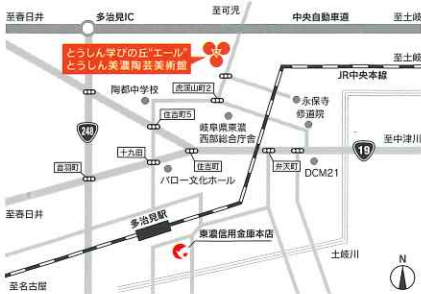 至春日井
多治見IC
至可児
中央自動車道
至土岐
とうしん学びの丘“エール”
とうしん美濃陶芸美術館
至土岐
JR中央本線
虎渓山町2
陶都中学校
永保寺
修道院
住吉町5
岐阜県東濃
西部総合庁舎
248
19
至中津川
十九田
住吉町
弁天町
音羽町
バロー文化ホール
DCM21
至春日井
多治見駅
東濃信用金庫本店
土岐川
至名古屋
N